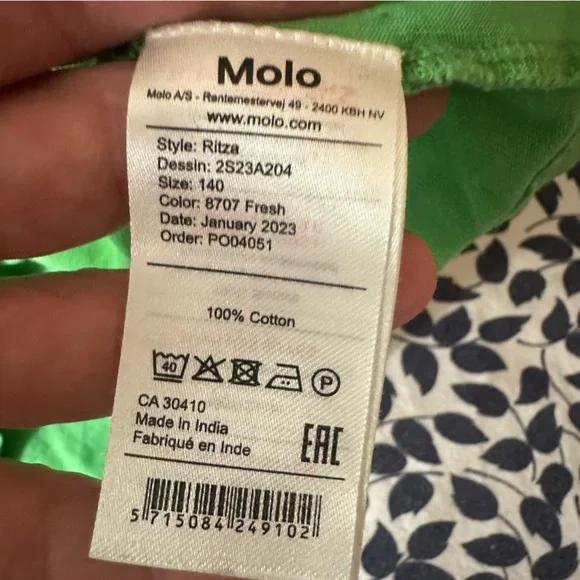 Molo
Molo A/S - Rentemestervej 49 - 2400 KBH NV
www.molo.com
Style: Ritza
Dessin: 2S23A204
Size: 140
Color: 8707 Fresh
Date: January 2023
Order: PO04051
100% Cotton
40
P
CA 30410
Made in India
Fabriqué en Inde
EAC
5 715084 249102